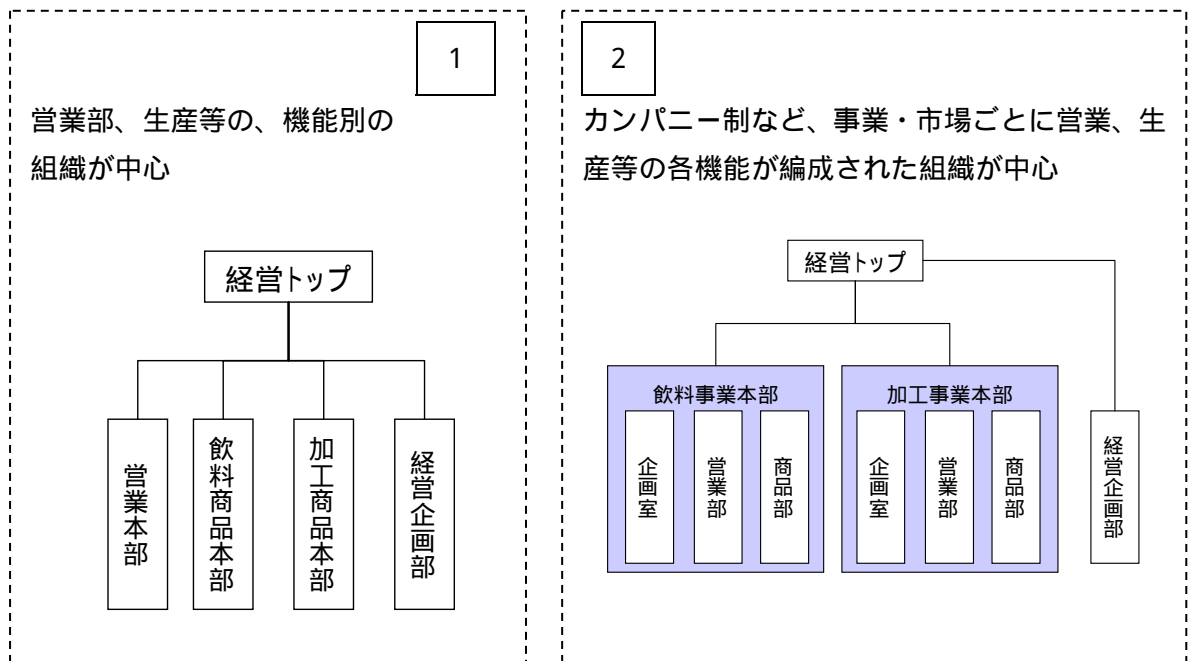 1
営業部、生産等の、機能別の
組織が中心
経営トップ
営業本部
飲料商品本部
加工商品本部
経営企画部
2
カンパニー制など、事業・市場ごとに営業、生
産等の各機能が編成された組織が中心
経営トップ
飲料事業本部
企画室
営業部
商品部
加工事業本部
企画室
営業部
商品部
経営企画部